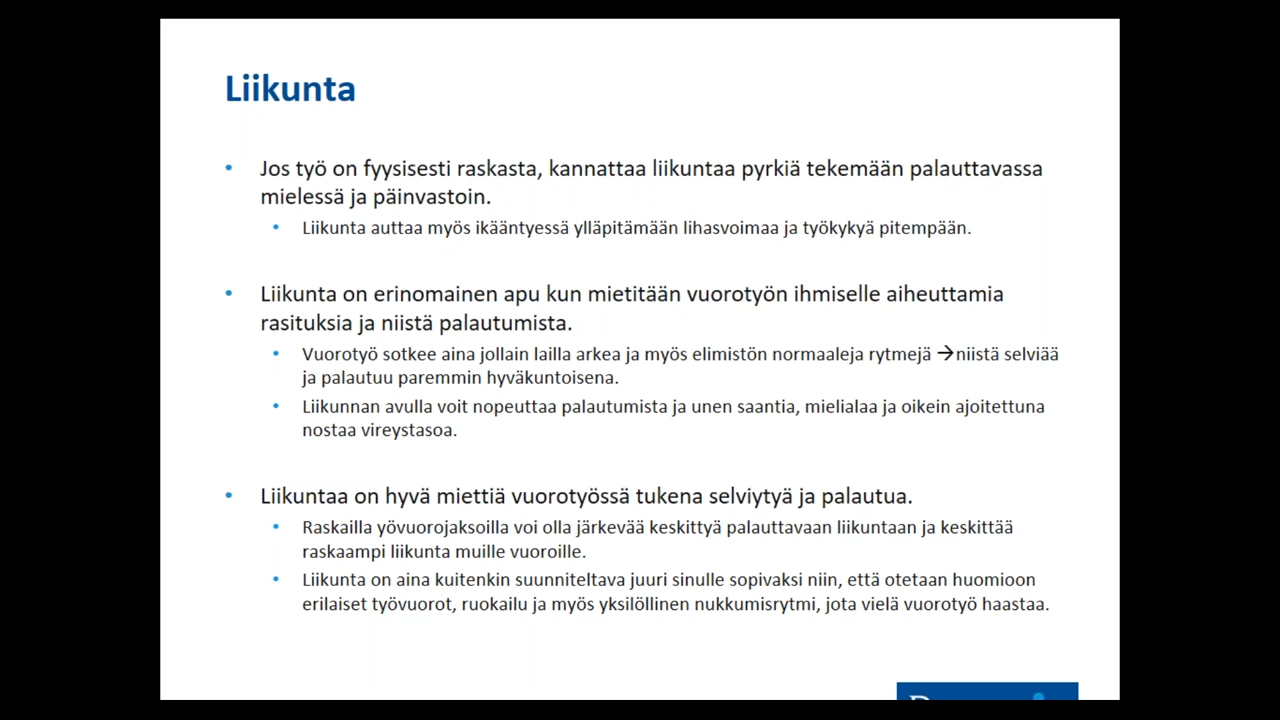 Liikunta
• Jos työ on fyysisesti raskasta, kannattaa liikuntaa pyrkiä tekemään palauttavassa
mielessä ja päinvastoin.
• Liikunta auttaa myös ikääntyessä ylläpitämään lihasvoimaa ja työkykyä pitempään.
• Liikunta on erinomainen apu kun mietitään vuorotyön ihmiselle aiheuttamia
rasituksia ja niistä palautumista.
• Vuorotyö sotkee aina jollain lailla arkea ja myös elimistön normaaleja rytmejä →niistä selviää
ja palautuu paremmin hyväkuntoisena.
• Liikunnan avulla voit nopeuttaa palautumista ja unen saantia, mielialaa ja oikein ajoitettuna
nostaa vireystasoa.
• Liikuntaa on hyvä miettiä vuorotyössä tukena selviytyä ja palautua.
• Raskailla yövuorojaksoilla voi olla järkevää keskittyä palauttavaan liikuntaan ja keskittää
raskaampi liikunta muille vuoroille.
• Liikunta on aina kuitenkin suunniteltava juuri sinulle sopivaksi niin, että otetaan huomioon
erilaiset työvuorot, ruokailu ja myös yksilöllinen nukkumisrytmi, jota vielä vuorotyö haastaa.